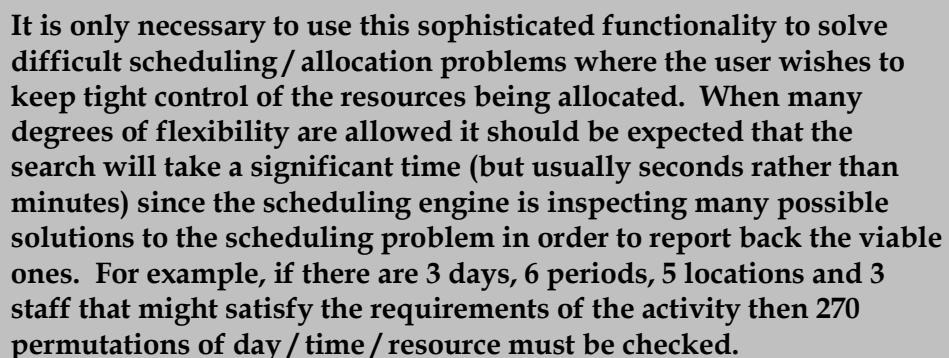 It is only necessary to use this sophisticated functionality to solve
difficult scheduling / allocation problems where the user wishes to
keep tight control of the resources being allocated.  When many
degrees of flexibility are allowed it should be expected that the
search will take a significant time (but usually seconds rather than
minutes) since the scheduling engine is inspecting many possible
solutions to the scheduling problem in order to report back the viable
ones.  For example, if there are 3 days, 6 periods, 5 locations and 3
staff that might satisfy the requirements of the activity then 270
permutations of day / time / resource must be checked.